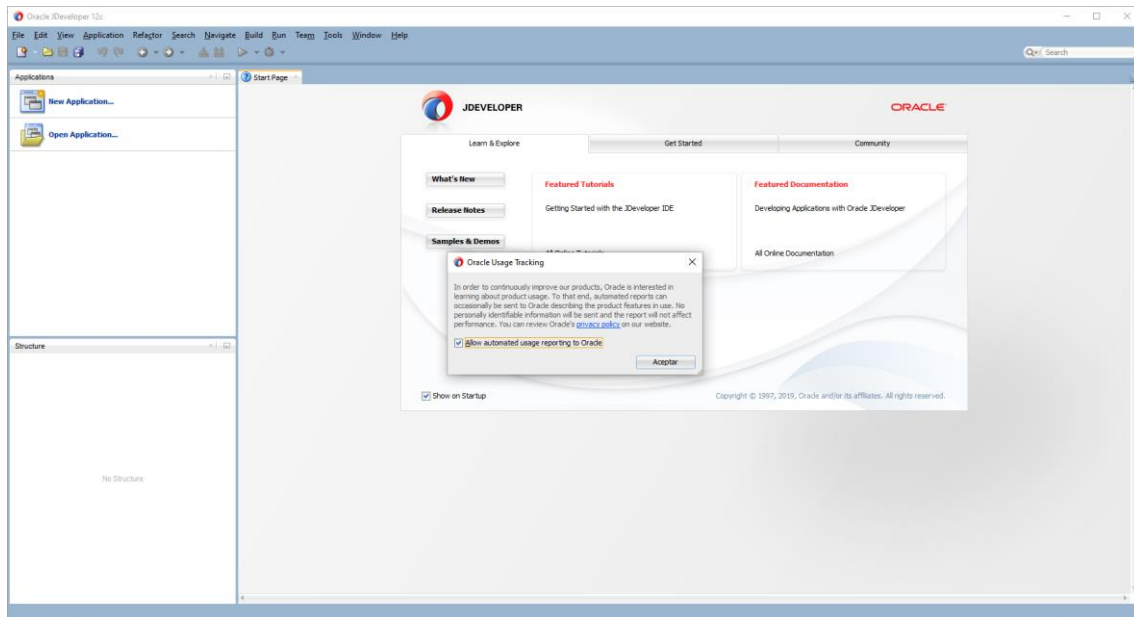 Oracle JDeveloper 12c
File Edit View Application Refactor Search Navigate Build Run Team Tools Window Help
Search
Applications
Start Page
New Application...
Open Application...
JDEVELOPER
ORACLE
Learn & Explore
Get Started
Community
What's New
Release Notes
Samples & Demos
Featured Tutorials
Getting Started with the JDeveloper IDE
All Online Tutorials
Featured Documentation
Developing Applications with Oracle JDeveloper
All Online Documentation
Oracle Usage Tracking
In order to continuously improve our products, Oracle is interested in
learning about product usage. To that end, automated reports can
occasionally be sent to Oracle describing the product features in use. No
personally identifiable information will be sent and the report will not affect
performance. You can review Oracle's privacy policy on our website.
Allow automated usage reporting to Oracle
Aceptar
Show on Startup
Copyright © 1997, 2019, Oracle and/or its affiliates. All rights reserved.
Structure
No Structure